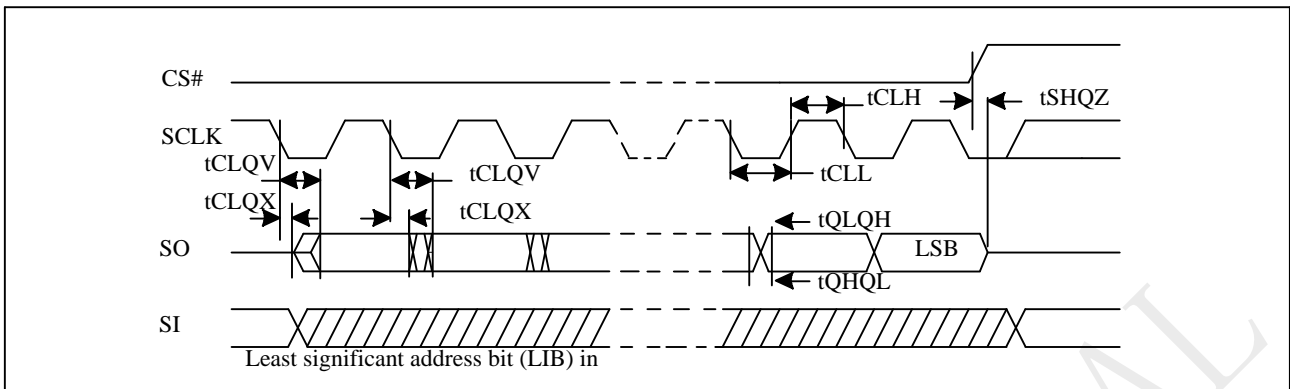 CS#
tCLH
tSHQZ
SCLK
tCLQV
tCLQV
tCLL
tCLQX
tCLQX
tQLQH
SO
LSB
tQHQL
SI
Least significant address bit (LIB) in